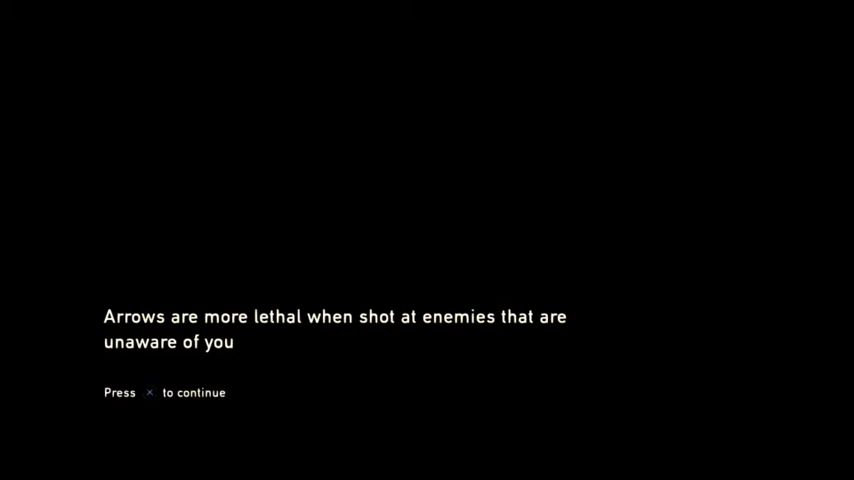 Arrows are more lethal when shot at enemies that are
unaware of you
Press × to continue